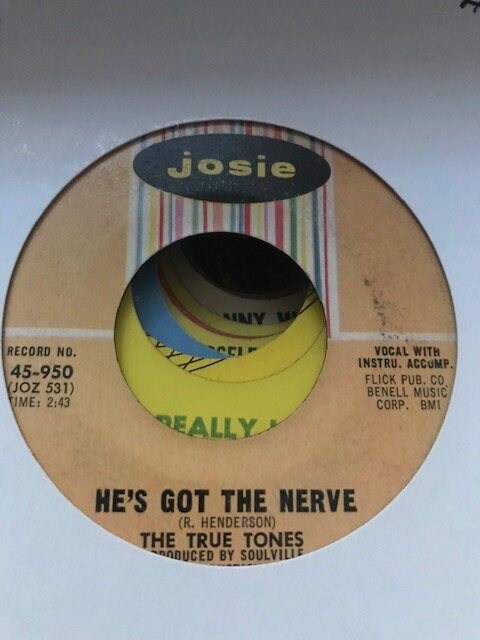 josie
RECORD NO.
45-950
(JOZ 531)
TIME: 2:43
VOCAL WITH
INSTRU. ACCOMP.
FLICK PUB. CO.
BENELL MUSIC
CORP. BMI
NNY W
REALLY
HE'S GOT THE NERVE
(R. HENDERSON)
THE TRUE TONES
PRODUCED BY SOULVILLE